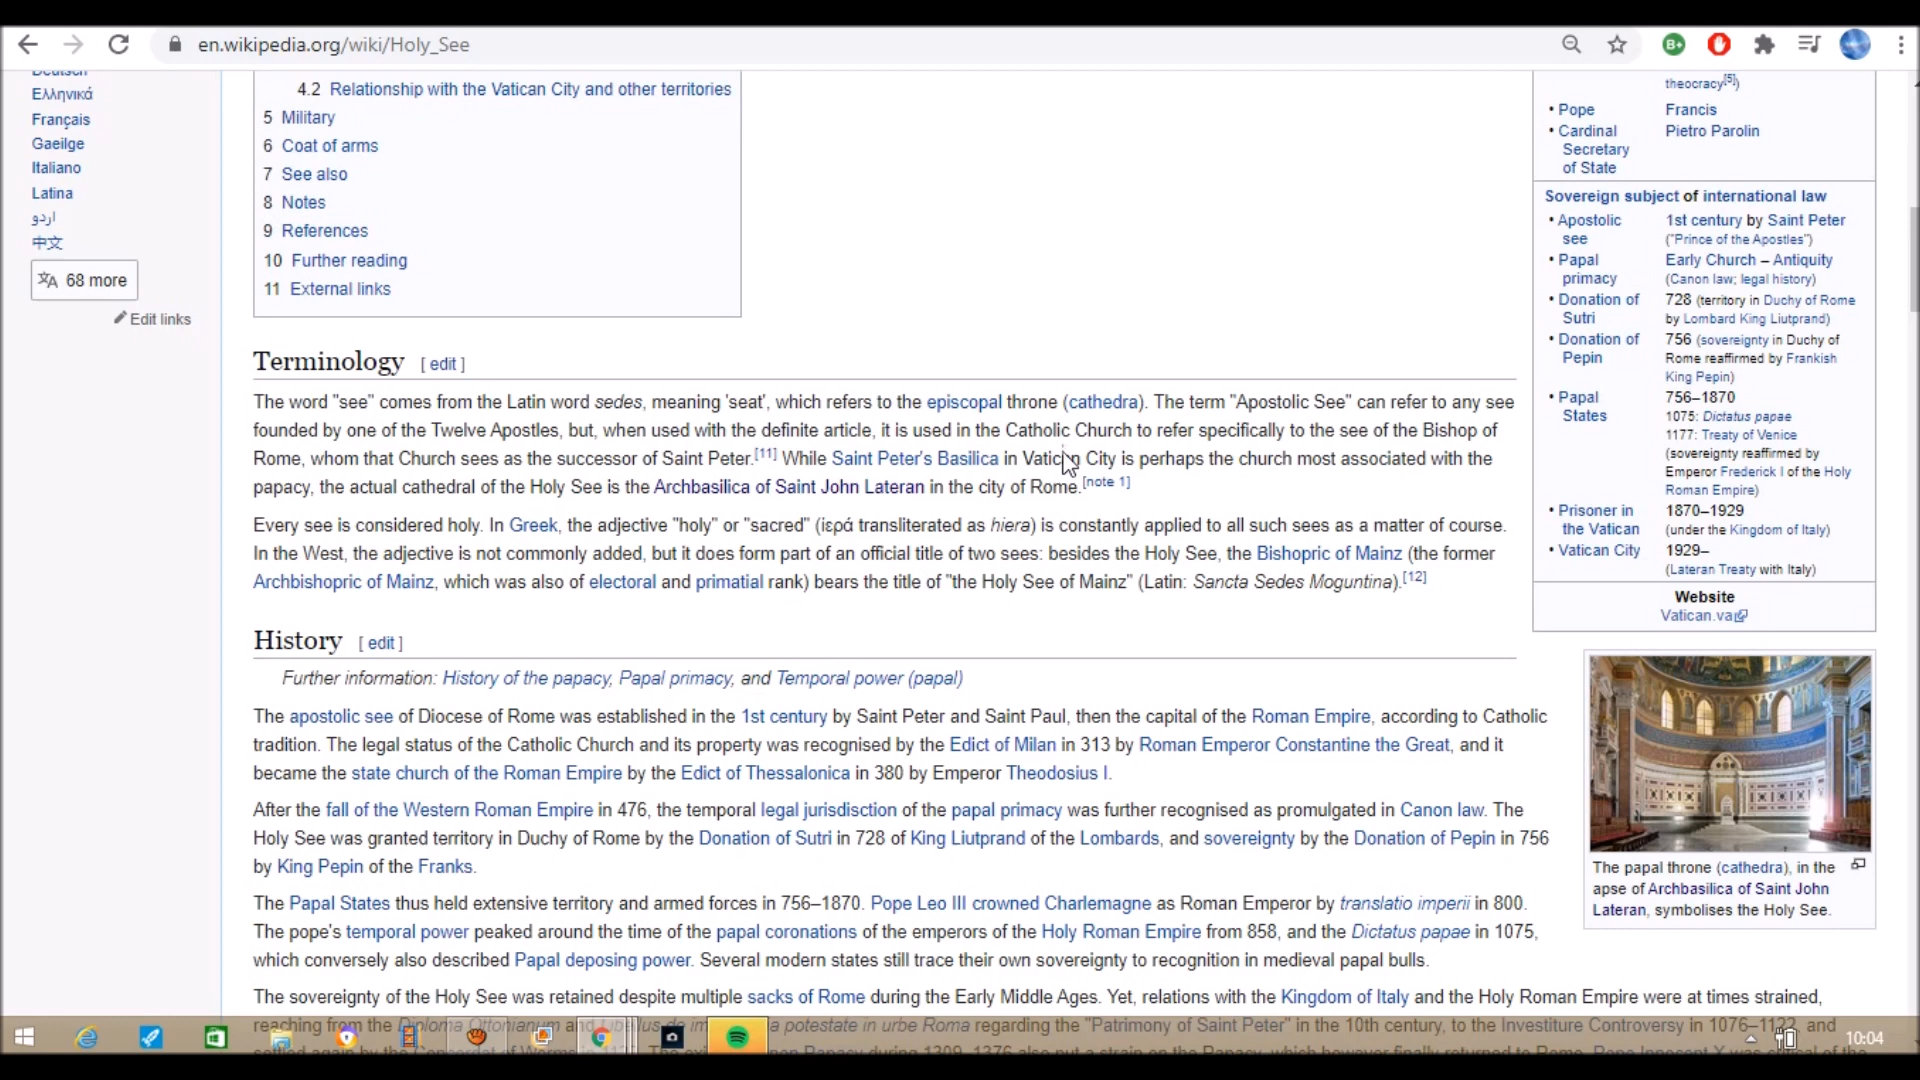 en.wikipedia.org/wiki/Holy_See
Deutsch
Ελληνικά
Français
Gaeilge
Italiano
Latina
اردو
中文
68 more
Edit links
4.2 Relationship with the Vatican City and other territories
5 Military
6 Coat of arms
7 See also
8 Notes
9 References
10 Further reading
11 External links
Terminology [ edit ]
The word "see" comes from the Latin word sedes, meaning 'seat', which refers to the episcopal throne (cathedra). The term "Apostolic See" can refer to any see
founded by one of the Twelve Apostles, but, when used with the definite article, it is used in the Catholic Church to refer specifically to the see of the Bishop of
Rome, whom that Church sees as the successor of Saint Peter.[11] While Saint Peter's Basilica in Vatican City is perhaps the church most associated with the
papacy, the actual cathedral of the Holy See is the Archbasilica of Saint John Lateran in the city of Rome.[note 1]
Every see is considered holy. In Greek, the adjective "holy" or "sacred" (ἱερά transliterated as hiera) is constantly applied to all such sees as a matter of course.
In the West, the adjective is not commonly added, but it does form part of an official title of two sees: besides the Holy See, the Bishopric of Mainz (the former
Archbishopric of Mainz, which was also of electoral and primatial rank) bears the title of "the Holy See of Mainz" (Latin: Sancta Sedes Moguntina).[12]
History [ edit ]
Further information: History of the papacy, Papal primacy, and Temporal power (papal)
The apostolic see of Diocese of Rome was established in the 1st century by Saint Peter and Saint Paul, then the capital of the Roman Empire, according to Catholic
tradition. The legal status of the Catholic Church and its property was recognised by the Edict of Milan in 313 by Roman Emperor Constantine the Great, and it
became the state church of the Roman Empire by the Edict of Thessalonica in 380 by Emperor Theodosius I.
After the fall of the Western Roman Empire in 476, the temporal legal jurisdiction of the papal primacy was further recognised as promulgated in Canon law. The
Holy See was granted territory in Duchy of Rome by the Donation of Sutri in 728 of King Liutprand of the Lombards, and sovereignty by the Donation of Pepin in 756
by King Pepin of the Franks.
The Papal States thus held extensive territory and armed forces in 756–1870. Pope Leo III crowned Charlemagne as Roman Emperor by translatio imperii in 800.
The pope's temporal power peaked around the time of the papal coronations of the emperors of the Holy Roman Empire from 858, and the Dictatus papae in 1075,
which conversely also described Papal deposing power. Several modern states still trace their own sovereignty to recognition in medieval papal bulls.
The sovereignty of the Holy See was retained despite multiple sacks of Rome during the Early Middle Ages. Yet, relations with the Kingdom of Italy and the Holy Roman Empire were at times strained,
reaching from the Diploma Ottonianum and potestate in urbe Roma regarding the "Patrimony of Saint Peter" in the 10th century, to the Investiture Controversy in 1076–1122, and
theocracy[5])
• Pope Francis
• Cardinal Secretary of State Pietro Parolin
Sovereign subject of international law
• Apostolic see 1st century by Saint Peter
("Prince of the Apostles")
• Papal primacy Early Church – Antiquity
(Canon law; legal history)
• Donation of Sutri 728 (territory in Duchy of Rome
by Lombard King Liutprand)
• Donation of Pepin 756 (sovereignty in Duchy of
Rome reaffirmed by Frankish
King Pepin)
• Papal States 756–1870
1075: Dictatus papae
1177: Treaty of Venice
(sovereignty reaffirmed by
Emperor Frederick I of the Holy
Roman Empire)
• Prisoner in the Vatican 1870–1929
(under the Kingdom of Italy)
• Vatican City 1929–
(Lateran Treaty with Italy)
Website
Vatican.va
The papal throne (cathedra), in the
apse of Archbasilica of Saint John
Lateran, symbolises the Holy See.
B+
10:04